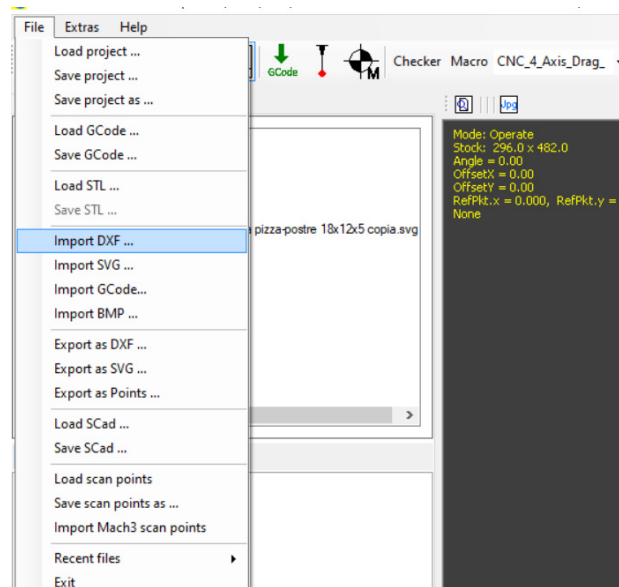 File Extras Help
Load project ...
Save project ...
Save project as ...
Load GCode ...
Save GCode ...
Load STL ...
Save STL ...
Import DXF ...
Import SVG ...
Import GCode...
Import BMP ...
Export as DXF ...
Export as SVG ...
Export as Points ...
Load SCad ...
Save SCad ...
Load scan points
Save scan points as ...
Import Mach3 scan points
Recent files
Exit
GCode
M
Checker Macro CNC_4_Axis_Drag_
Jpg
pizza-postre 18x12x5 copia.svg
Mode: Operate
Stock: 296.0 x 482.0
Angle = 0.00
OffsetX = 0.00
OffsetY = 0.00
RefPkt.x = 0.000, RefPkt.y =
None